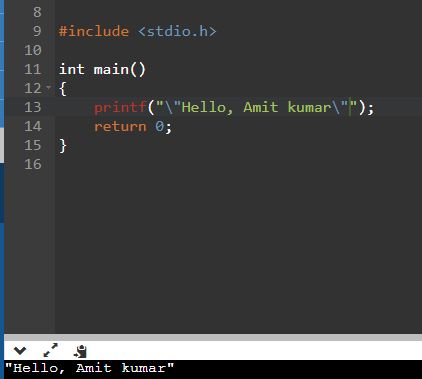 8
9 #include <stdio.h>
10
11 int main()
12 {
13     printf("\"Hello, Amit kumar\"");
14     return 0;
15 }
16
"Hello, Amit kumar"